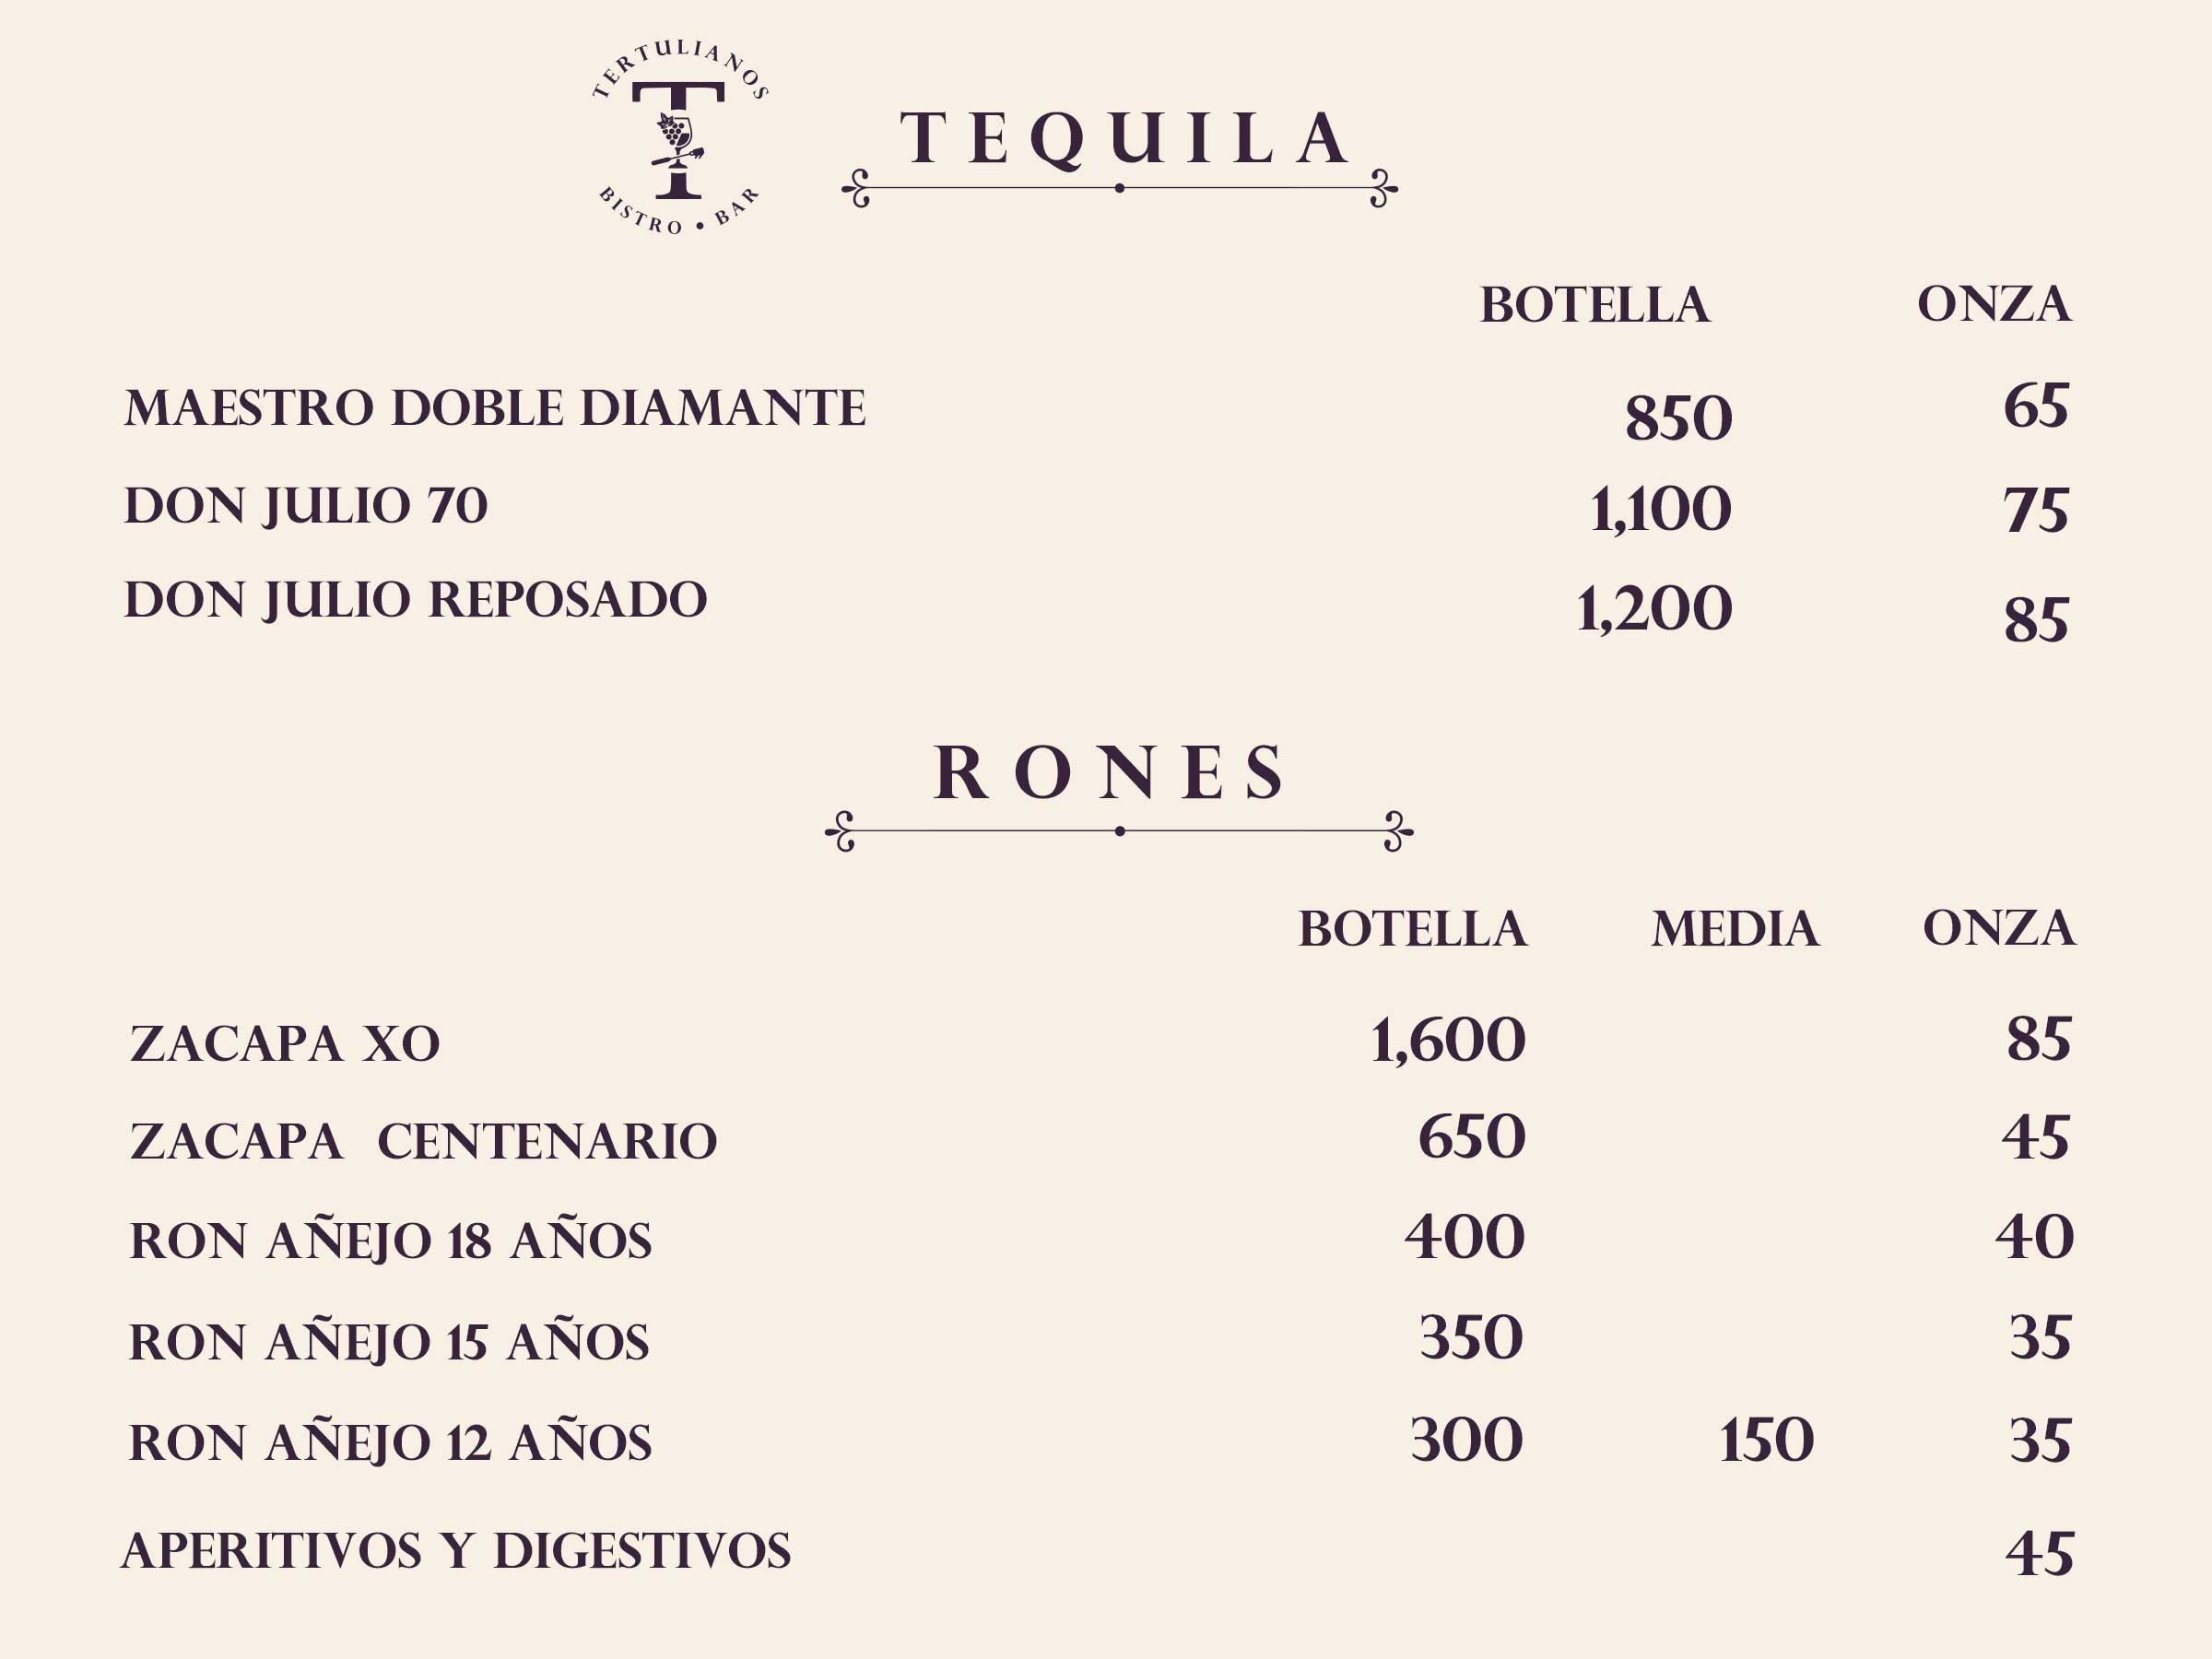 TERTULIANOS
T
BISTRO • BAR
TEQUILA
BOTELLA ONZA
MAESTRO DOBLE DIAMANTE 850 65
DON JULIO 70 1,100 75
DON JULIO REPOSADO 1,200 85
RONES
BOTELLA MEDIA ONZA
ZACAPA XO 1,600 85
ZACAPA CENTENARIO 650 45
RON AÑEJO 18 AÑOS 400 40
RON AÑEJO 15 AÑOS 350 35
RON AÑEJO 12 AÑOS 300 150 35
APERITIVOS Y DIGESTIVOS 45